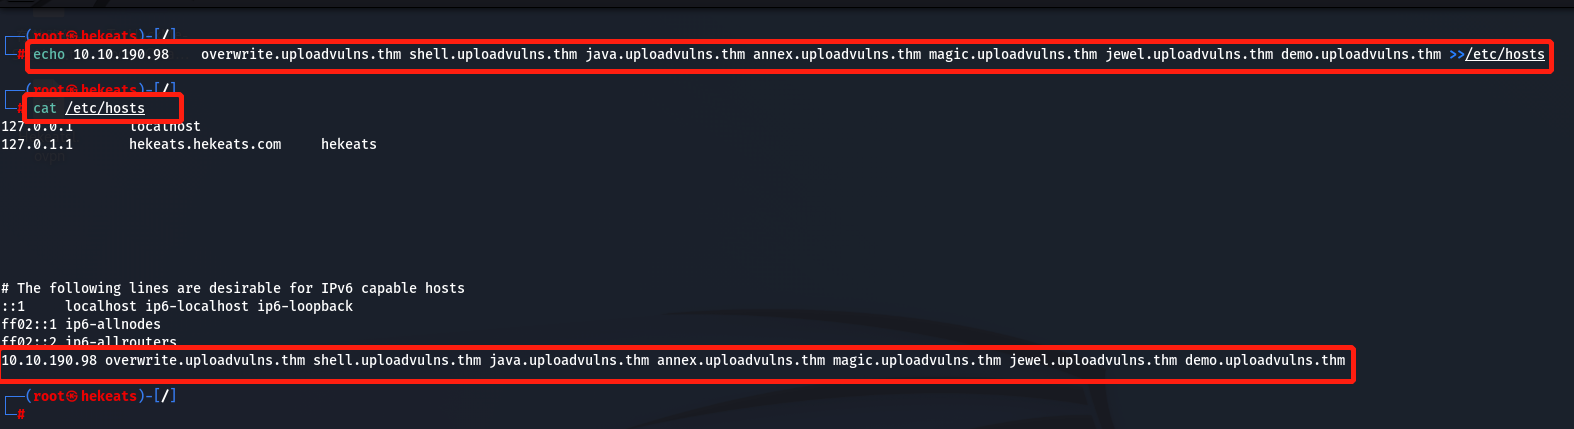 ┌──(root㉿hekeats)-[/]
└─# echo 10.10.190.98    overwrite.uploadvulns.thm shell.uploadvulns.thm java.uploadvulns.thm annex.uploadvulns.thm magic.uploadvulns.thm jewel.uploadvulns.thm demo.uploadvulns.thm >>/etc/hosts
┌──(root㉿hekeats)-[/]
└─# cat /etc/hosts
127.0.0.1       localhost
127.0.1.1       hekeats.hekeats.com     hekeats
# The following lines are desirable for IPv6 capable hosts
::1     localhost ip6-localhost ip6-loopback
ff02::1 ip6-allnodes
ff02::2 ip6-allrouters
10.10.190.98 overwrite.uploadvulns.thm shell.uploadvulns.thm java.uploadvulns.thm annex.uploadvulns.thm magic.uploadvulns.thm jewel.uploadvulns.thm demo.uploadvulns.thm
┌──(root㉿hekeats)-[/]
└─#